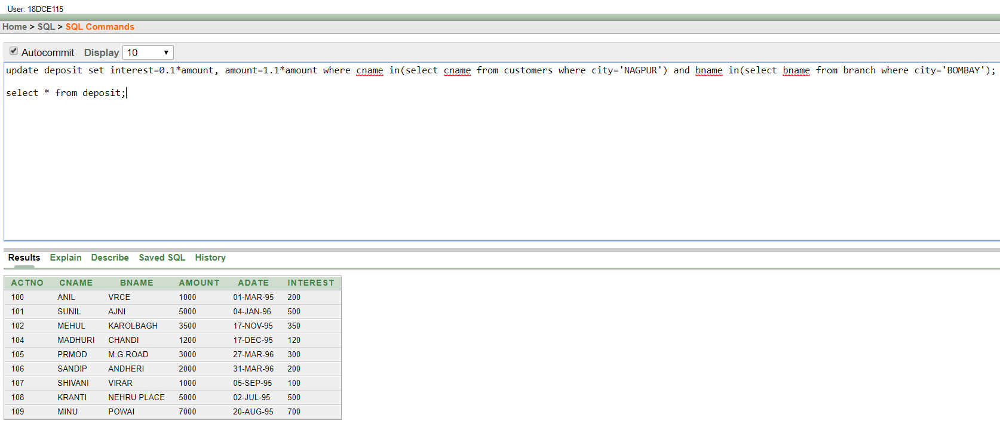 User: 18DCE115
Home > SQL > SQL Commands
Autocommit Display 10
update deposit set interest=0.1*amount, amount=1.1*amount where cname in(select cname from customers where city='NAGPUR') and bname in(select bname from branch where city='BOMBAY');
select * from deposit;
Results Explain Describe Saved SQL History
ACTNO CNAME BNAME AMOUNT ADATE INTEREST
100 ANIL VRCE 1000 01-MAR-95 200
101 SUNIL AJNI 5000 04-JAN-96 500
102 MEHUL KAROLBAGH 3500 17-NOV-95 350
104 MADHURI CHANDI 1200 17-DEC-95 120
105 PRMOD M.G.ROAD 3000 27-MAR-96 300
106 SANDIP ANDHERI 2000 31-MAR-96 200
107 SHIVANI VIRAR 1000 05-SEP-95 100
108 KRANTI NEHRU PLACE 5000 02-JUL-95 500
109 MINU POWAI 7000 20-AUG-95 700